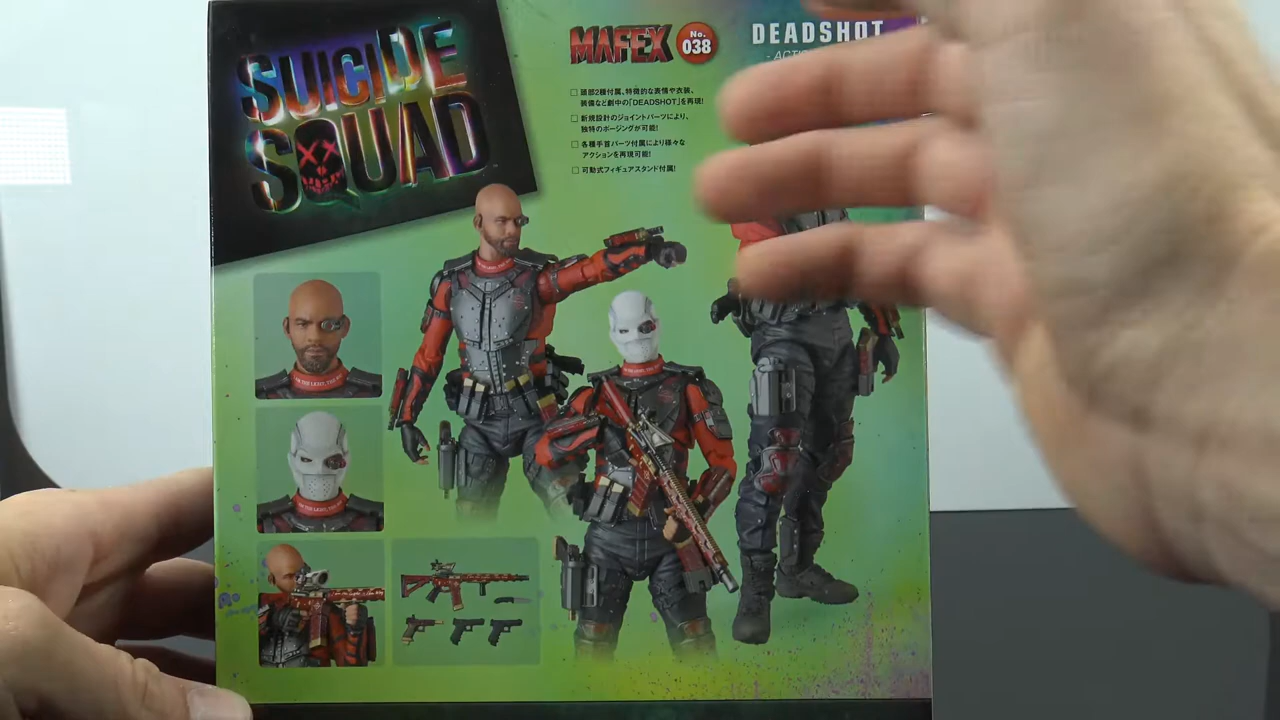 SUICIDE
SQUAD
MAFEX No. 038
DEADSHOT
□ 頭部2種付属、特徴的な表情や衣装、
装備など劇中の「DEADSHOT」を再現!
□ 新規設計のジョイントパーツにより、
独特のポージングが可能!
□ 各種手首パーツ付属により様々な
アクションを再現可能!
□ 可動式フィギュアスタンド付属!